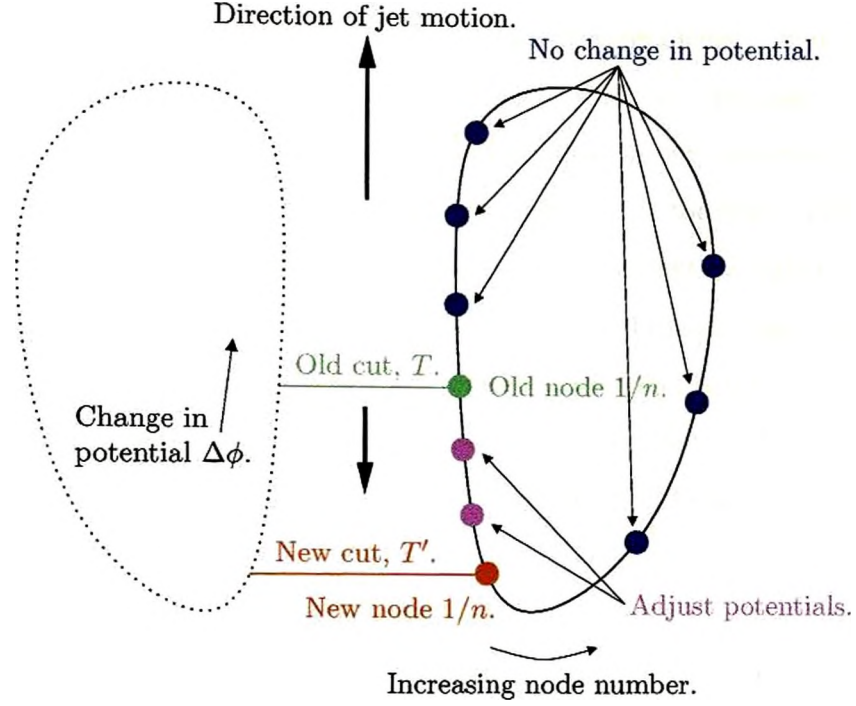 Direction of jet motion.
No change in potential.
Old cut, T.
Old node 1/n.
Change in
potential Δϕ.
New cut, T′.
New node 1/n.
Adjust potentials.
Increasing node number.